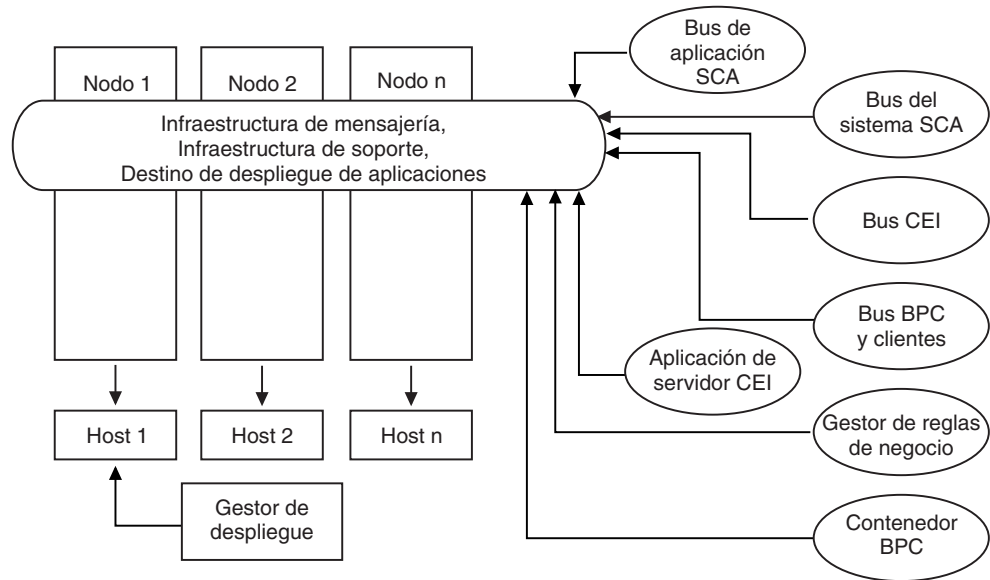 Bus de
aplicación
SCA
Nodo 1
Nodo 2
Nodo n
Bus del
sistema SCA
Infraestructura de mensajería,
Infraestructura de soporte,
Destino de despliegue de aplicaciones
Bus CEI
Bus BPC
y clientes
Aplicación de
servidor CEI
Host 1
Host 2
Host n
Gestor de reglas
de negocio
Gestor de
despliegue
Contenedor
BPC